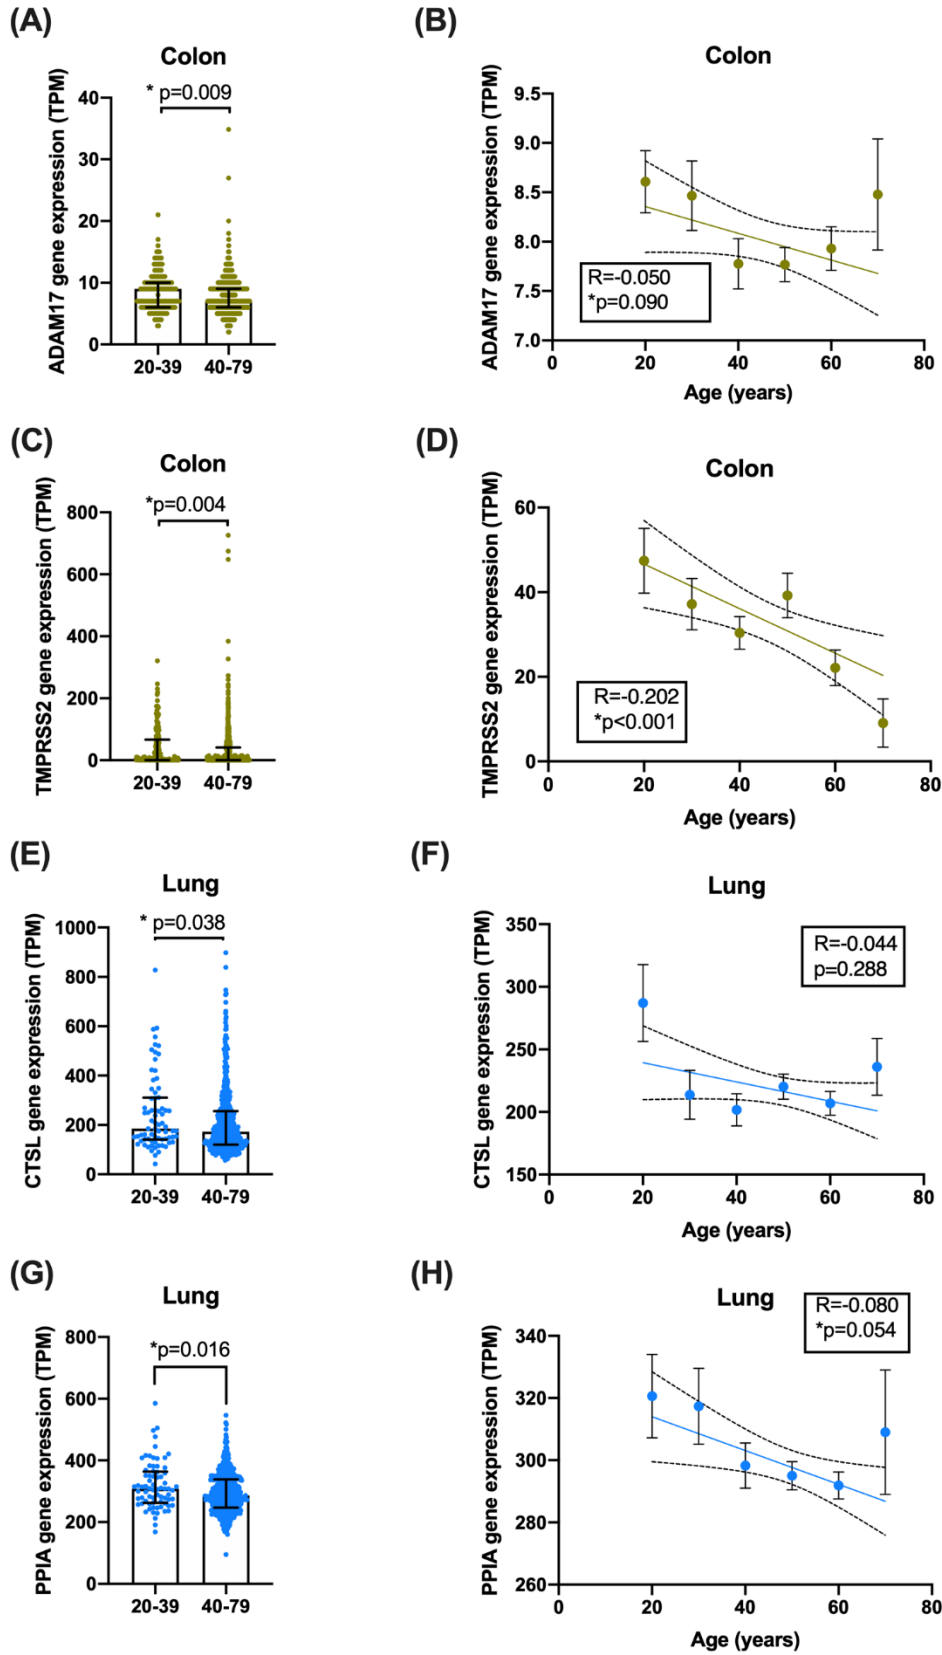 (A)
Colon
* p=0.009
ADAM17 gene expression (TPM)
40
30
20
10
0
20-39
40-79
(B)
Colon
ADAM17 gene expression (TPM)
9.5
9.0
8.5
8.0
7.5
7.0
R=-0.050
*p=0.090
0
20
40
60
80
Age (years)
(C)
Colon
*p=0.004
TMPRSS2 gene expression (TPM)
800
600
400
200
0
20-39
40-79
(D)
Colon
TMPRSS2 gene expression (TPM)
60
40
20
0
R=-0.202
*p<0.001
0
20
40
60
80
Age (years)
(E)
Lung
* p=0.038
CTSL gene expression (TPM)
1000
800
600
400
200
0
20-39
40-79
(F)
Lung
CTSL gene expression (TPM)
350
300
250
200
150
R=-0.044
p=0.288
0
20
40
60
80
Age (years)
(G)
Lung
*p=0.016
PPIA gene expression (TPM)
800
600
400
200
0
20-39
40-79
(H)
Lung
PPIA gene expression (TPM)
340
320
300
280
260
R=-0.080
*p=0.054
0
20
40
60
80
Age (years)